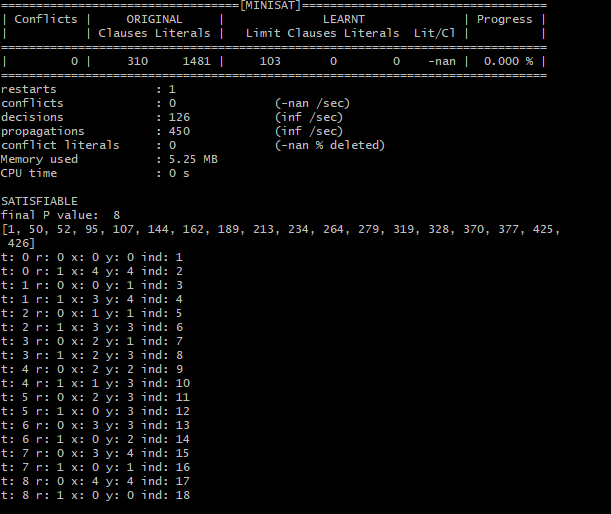 ================================[MINISAT]===================================
| Conflicts |     ORIGINAL     |              LEARNT              | Progress |
|           | Clauses Literals |   Limit Clauses Literals  Lit/Cl |          |
============================================================================
|         0 |     310     1481 |     103       0        0    -nan |  0.000 % |
============================================================================
restarts              : 1
conflicts             : 0              (-nan /sec)
decisions             : 126            (inf /sec)
propagations          : 450            (inf /sec)
conflict literals     : 0              (-nan % deleted)
Memory used           : 5.25 MB
CPU time              : 0 s
SATISFIABLE
final P value:  8
[1, 50, 52, 95, 107, 144, 162, 189, 213, 234, 264, 279, 319, 328, 370, 377, 425,
 426]
t: 0 r: 0 x: 0 y: 0 ind: 1
t: 0 r: 1 x: 4 y: 4 ind: 2
t: 1 r: 0 x: 0 y: 1 ind: 3
t: 1 r: 1 x: 3 y: 4 ind: 4
t: 2 r: 0 x: 1 y: 1 ind: 5
t: 2 r: 1 x: 3 y: 3 ind: 6
t: 3 r: 0 x: 2 y: 1 ind: 7
t: 3 r: 1 x: 2 y: 3 ind: 8
t: 4 r: 0 x: 2 y: 2 ind: 9
t: 4 r: 1 x: 1 y: 3 ind: 10
t: 5 r: 0 x: 2 y: 3 ind: 11
t: 5 r: 1 x: 0 y: 3 ind: 12
t: 6 r: 0 x: 3 y: 3 ind: 13
t: 6 r: 1 x: 0 y: 2 ind: 14
t: 7 r: 0 x: 3 y: 4 ind: 15
t: 7 r: 1 x: 0 y: 1 ind: 16
t: 8 r: 0 x: 4 y: 4 ind: 17
t: 8 r: 1 x: 0 y: 0 ind: 18